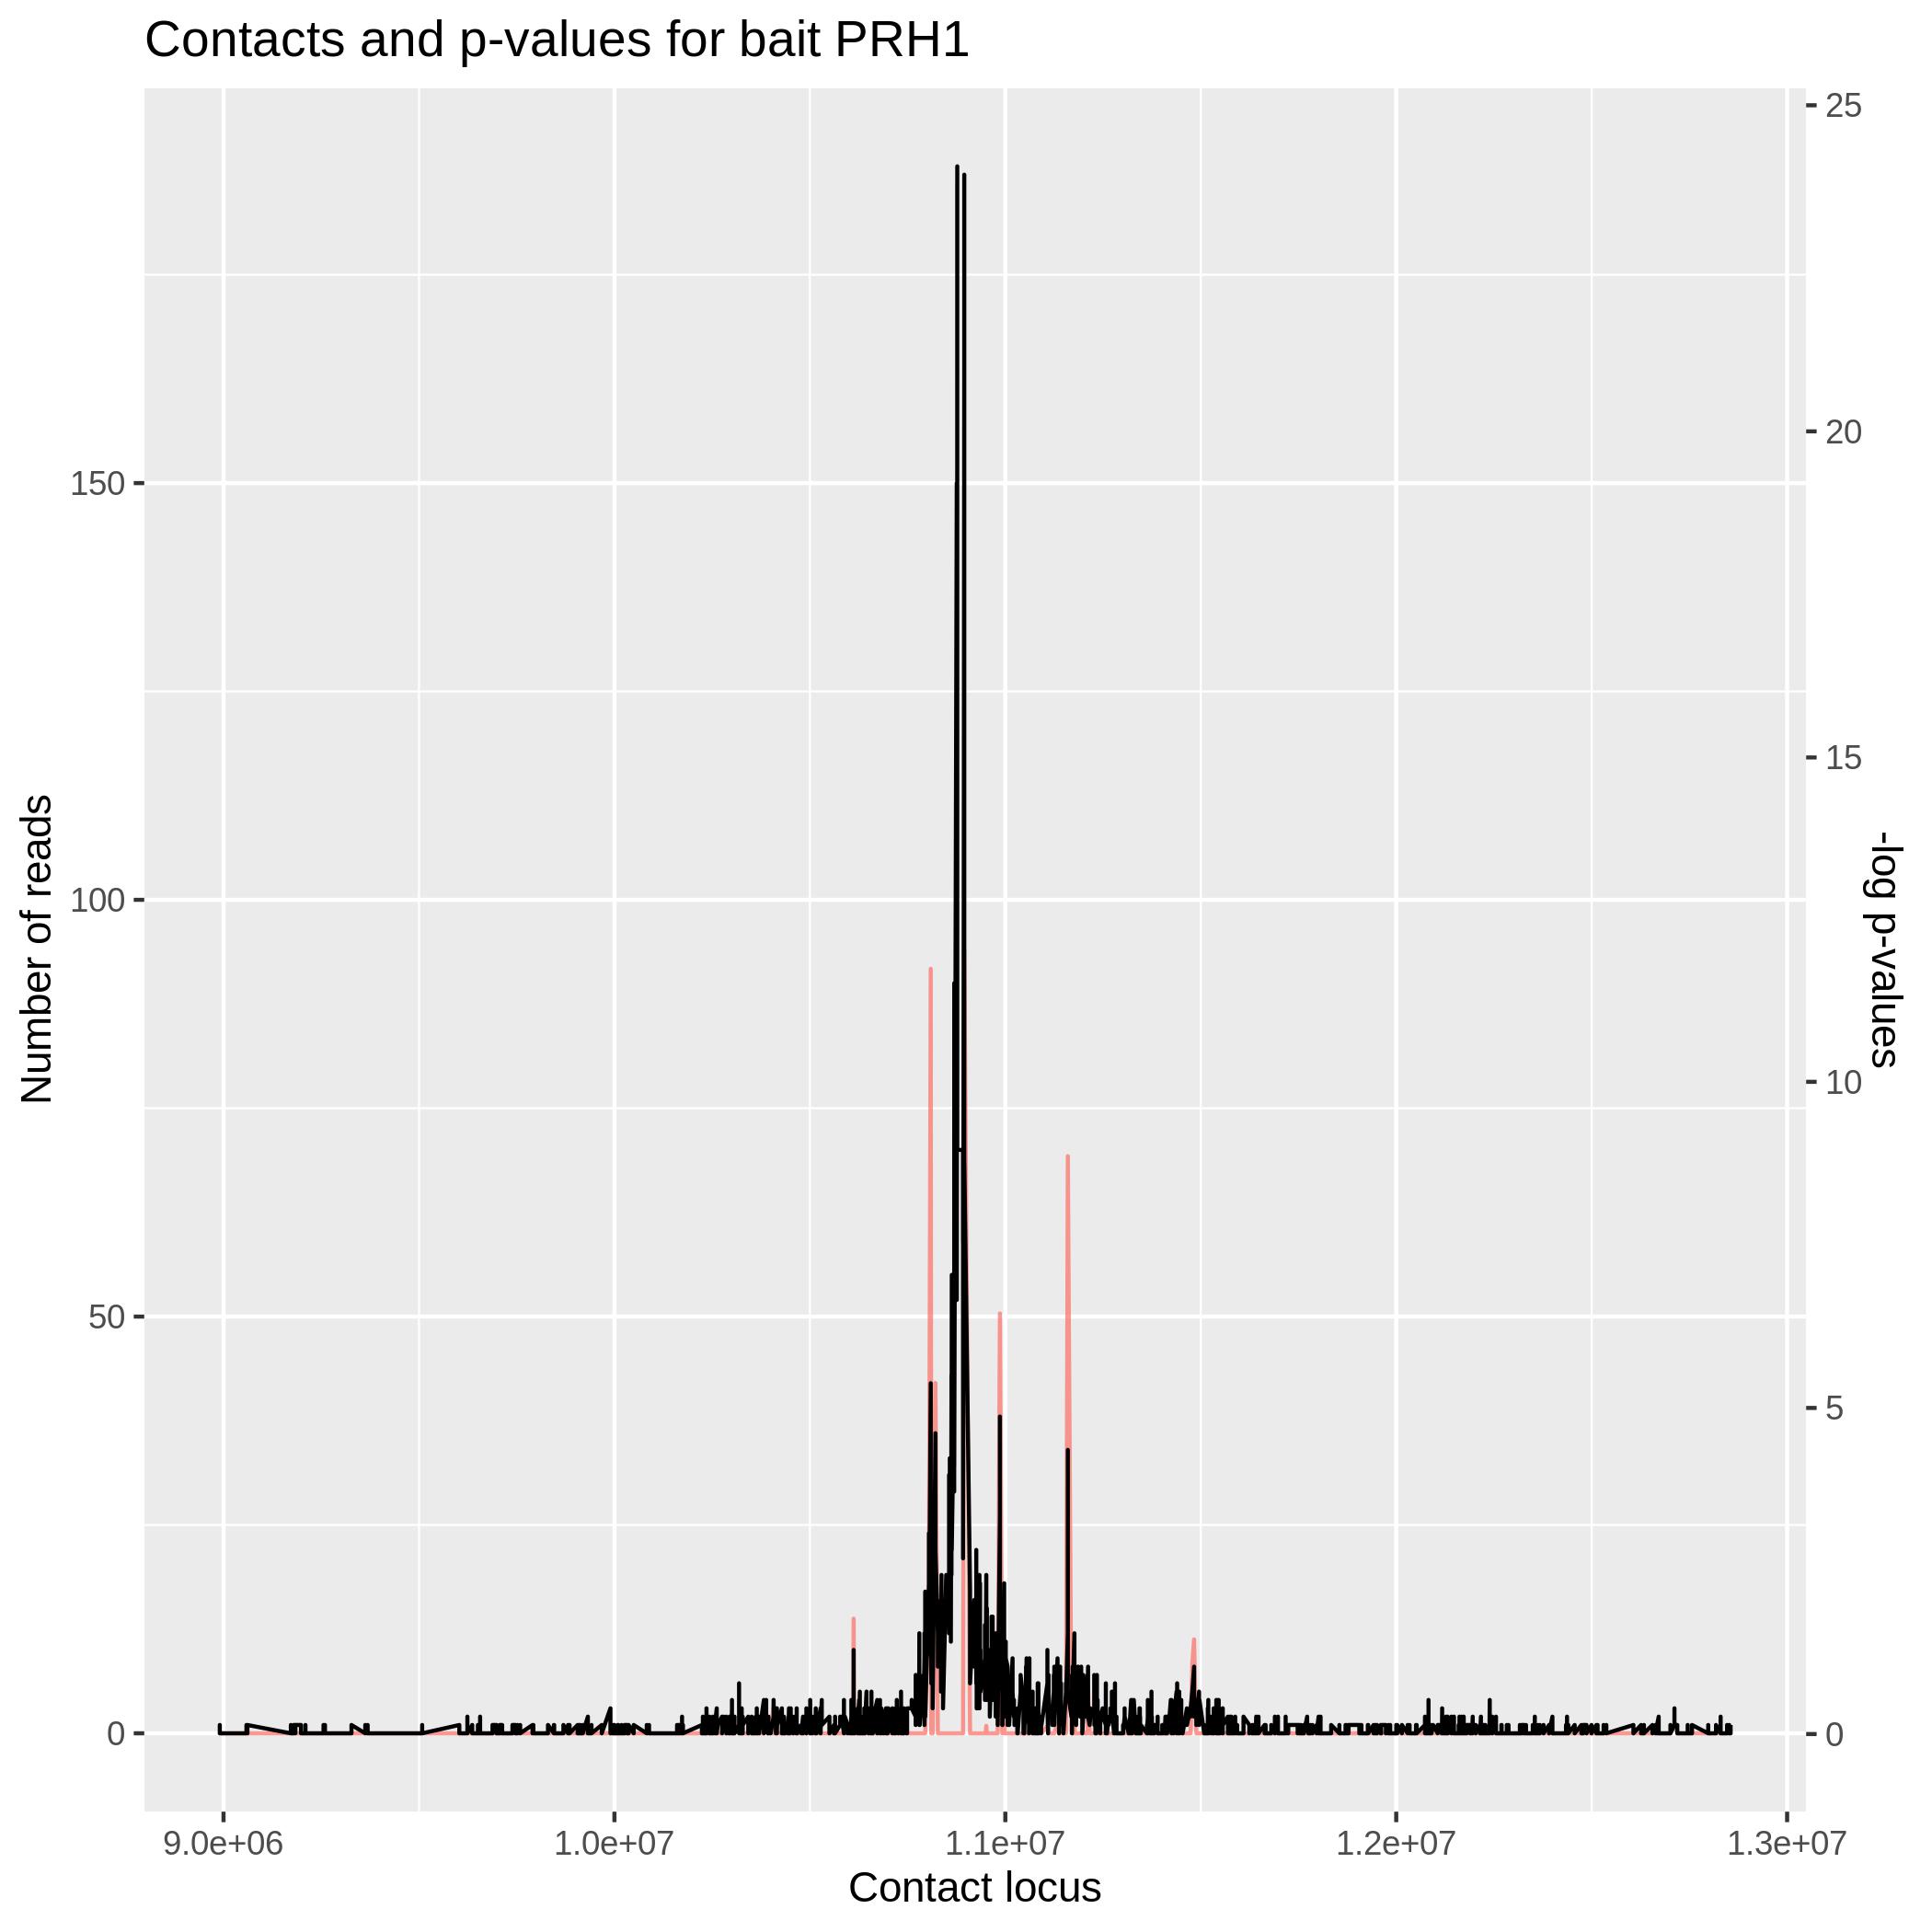 Contacts and p-values for bait PRH1
25
20
150
15
100
10
50
5
0
0
Number of reads
-log p-values
9.0e+06
1.0e+07
1.1e+07
1.2e+07
1.3e+07
Contact locus